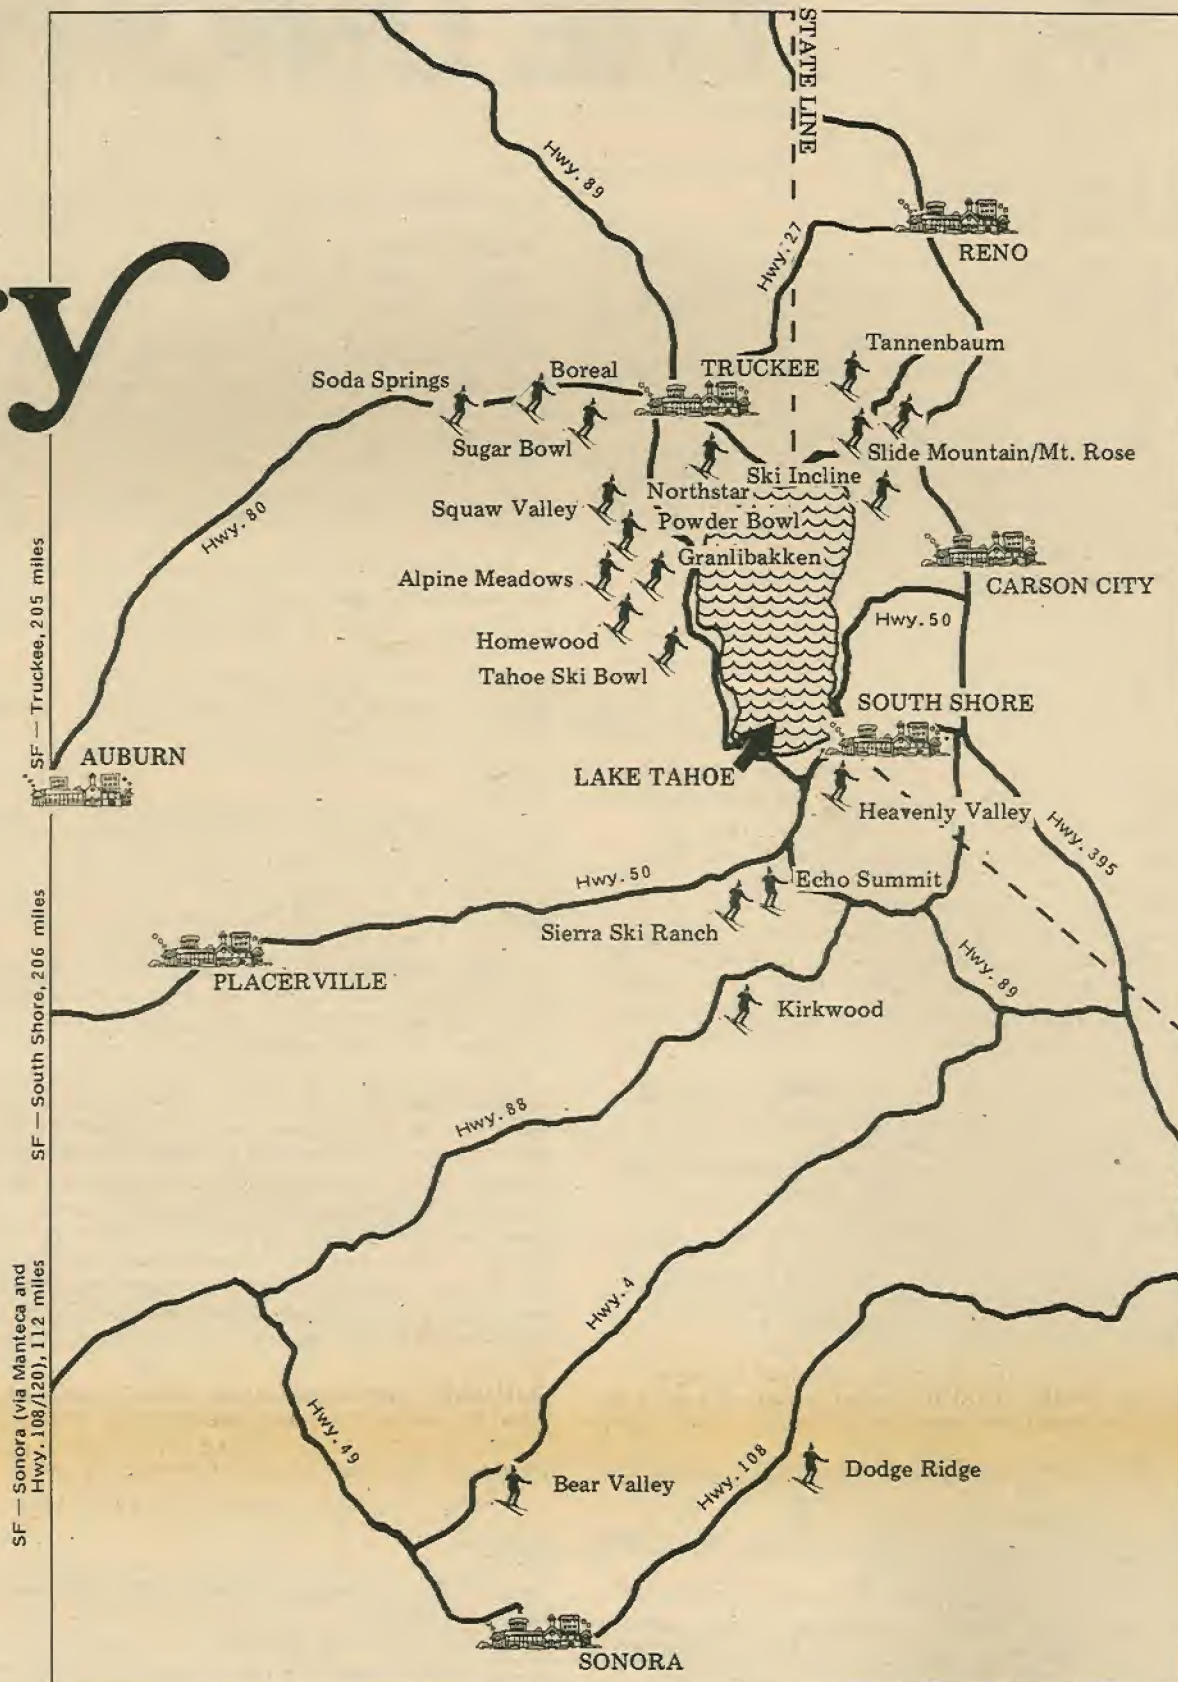 STATE LINE
Hwy. 89
Hwy. 27
RENO
y
Tannenbaum
TRUCKEE
Boreal
Soda Springs
Sugar Bowl
Slide Mountain/Mt. Rose
Ski Incline
Northstar
Squaw Valley
Powder Bowl
Hwy. 80
Granlibakken
Alpine Meadows
CARSON CITY
Hwy. 50
Homewood
Tahoe Ski Bowl
SF — Truckee, 205 miles
SOUTH SHORE
AUBURN
LAKE TAHOE
Heavenly Valley
Hwy. 395
Hwy. 50
Echo Summit
Sierra Ski Ranch
SF — South Shore, 206 miles
PLACERVILLE
Hwy. 89
Kirkwood
Hwy. 88
SF — Sonora (via Manteca and
Hwy. 108/120), 112 miles
Hwy. 4
Hwy. 49
Hwy. 108
Dodge Ridge
Bear Valley
SONORA